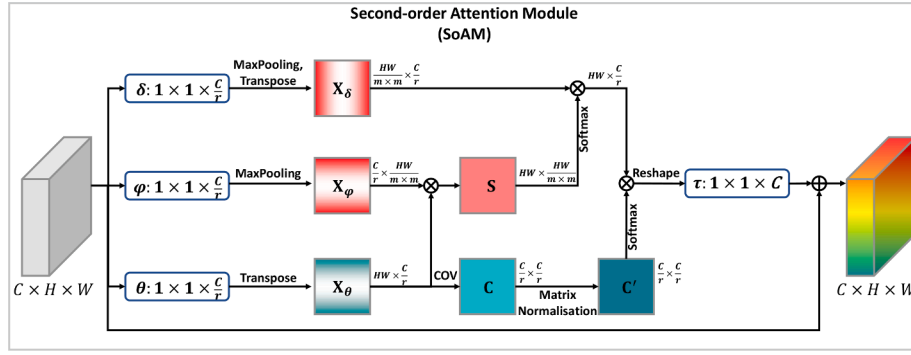 Second-order Attention Module
(SoAM)
δ: 1 × 1 × C/r
MaxPooling,
Transpose
X_δ
HW/(m × m) × C/r
HW × C/r
Softmax
φ: 1 × 1 × C/r
MaxPooling
X_φ
C/r × HW/(m × m)
S
HW × HW/(m × m)
Reshape
τ: 1 × 1 × C
Softmax
θ: 1 × 1 × C/r
Transpose
X_θ
HW × C/r
COV
C
C/r × C/r
Matrix
Normalisation
C′
C/r × C/r
C × H × W
C × H × W